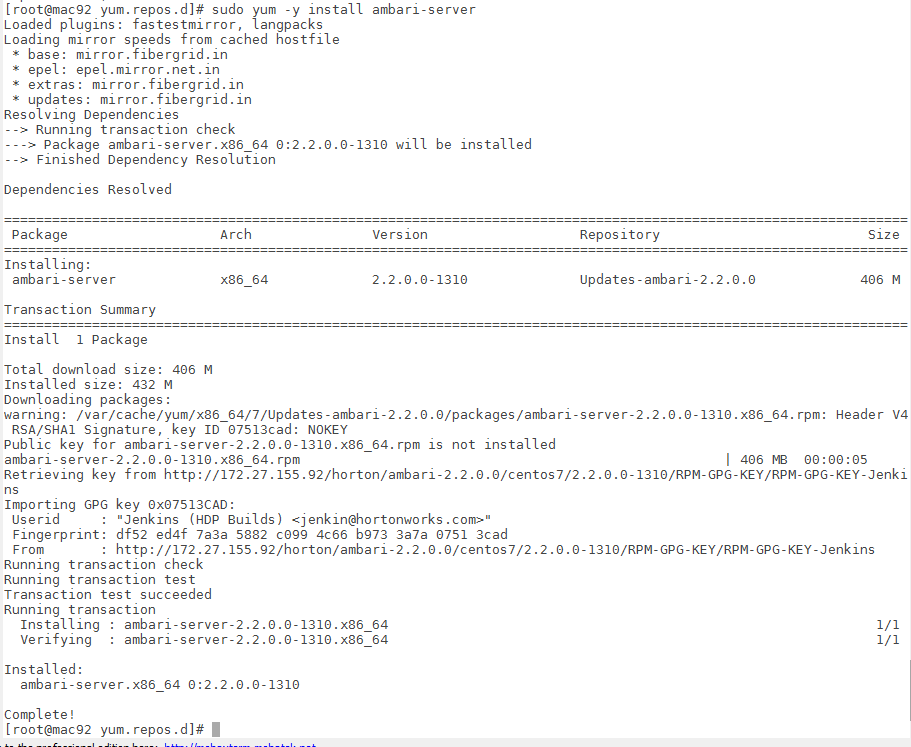 [root@mac92 yum.repos.d]# sudo yum -y install ambari-server
Loaded plugins: fastestmirror, langpacks
Loading mirror speeds from cached hostfile
 * base: mirror.fibergrid.in
 * epel: epel.mirror.net.in
 * extras: mirror.fibergrid.in
 * updates: mirror.fibergrid.in
Resolving Dependencies
--> Running transaction check
---> Package ambari-server.x86_64 0:2.2.0.0-1310 will be installed
--> Finished Dependency Resolution
Dependencies Resolved
================================================================================
 Package Arch Version Repository Size
================================================================================
Installing:
 ambari-server x86_64 2.2.0.0-1310 Updates-ambari-2.2.0.0 406 M
Transaction Summary
================================================================================
Install  1 Package
Total download size: 406 M
Installed size: 432 M
Downloading packages:
warning: /var/cache/yum/x86_64/7/Updates-ambari-2.2.0.0/packages/ambari-server-2.2.0.0-1310.x86_64.rpm: Header V4
 RSA/SHA1 Signature, key ID 07513cad: NOKEY
Public key for ambari-server-2.2.0.0-1310.x86_64.rpm is not installed
ambari-server-2.2.0.0-1310.x86_64.rpm | 406 MB  00:00:05
Retrieving key from http://172.27.155.92/horton/ambari-2.2.0.0/centos7/2.2.0.0-1310/RPM-GPG-KEY/RPM-GPG-KEY-Jenki
ns
Importing GPG key 0x07513CAD:
 Userid     : "Jenkins (HDP Builds) <jenkin@hortonworks.com>"
 Fingerprint: df52 ed4f 7a3a 5882 c099 4c66 b973 3a7a 0751 3cad
 From       : http://172.27.155.92/horton/ambari-2.2.0.0/centos7/2.2.0.0-1310/RPM-GPG-KEY/RPM-GPG-KEY-Jenkins
Running transaction check
Running transaction test
Transaction test succeeded
Running transaction
  Installing : ambari-server-2.2.0.0-1310.x86_64 1/1
  Verifying  : ambari-server-2.2.0.0-1310.x86_64 1/1
Installed:
  ambari-server.x86_64 0:2.2.0.0-1310
Complete!
[root@mac92 yum.repos.d]#